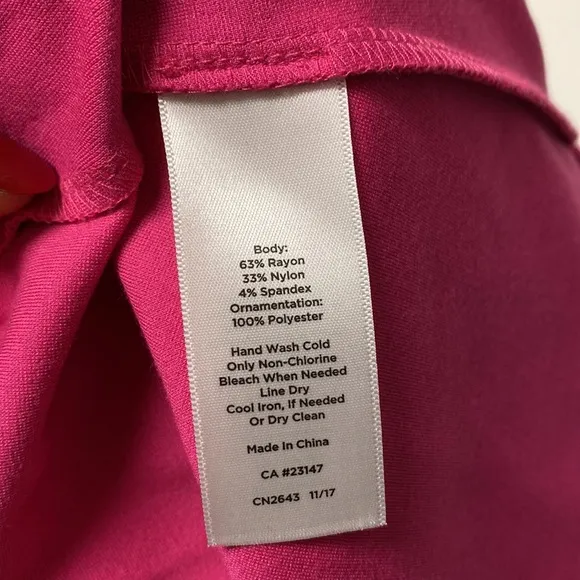 Body:
63% Rayon
33% Nylon
4% Spandex
Ornamentation:
100% Polyester
Hand Wash Cold
Only Non-Chlorine
Bleach When Needed
Line Dry
Cool Iron, If Needed
Or Dry Clean
Made In China
CA #23147
CN2643 11/17